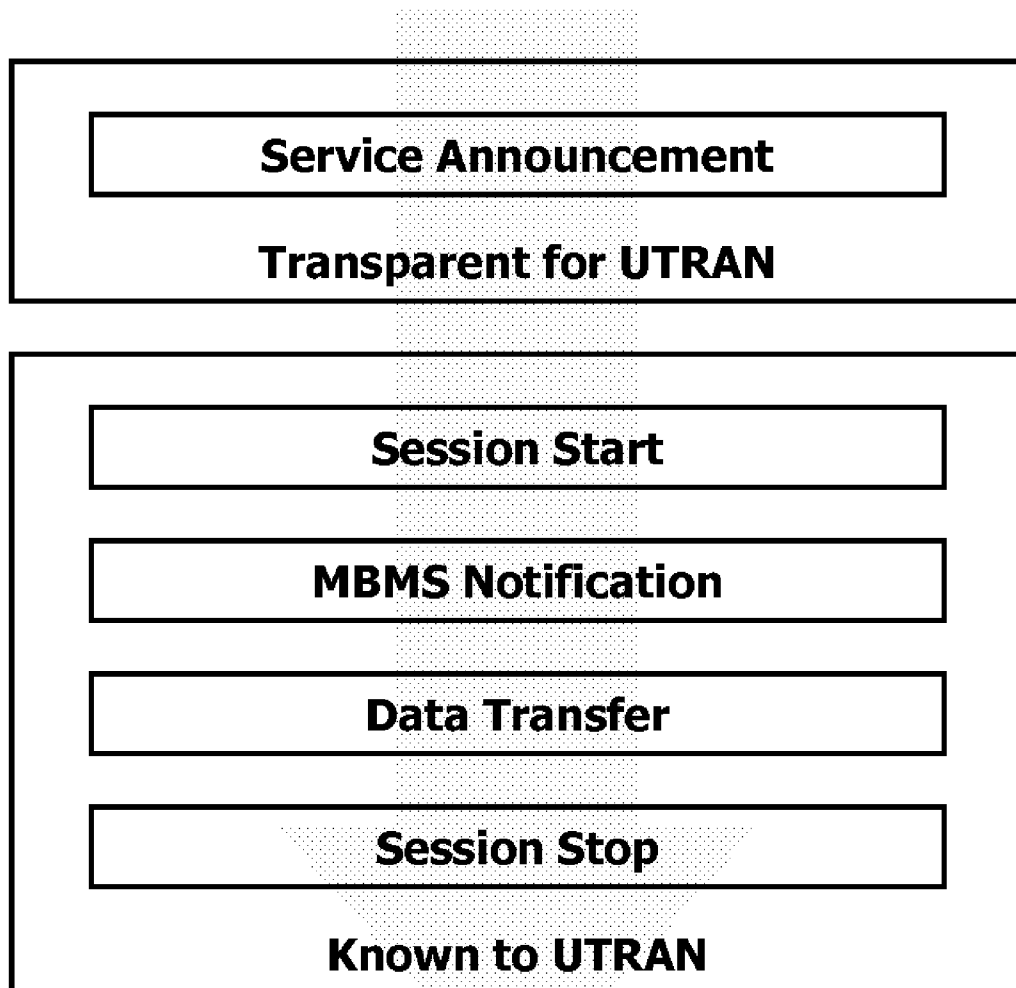 Service Announcement
Transparent for UTRAN
Session Start
MBMS Notification
Data Transfer
Session Stop
Known to UTRAN